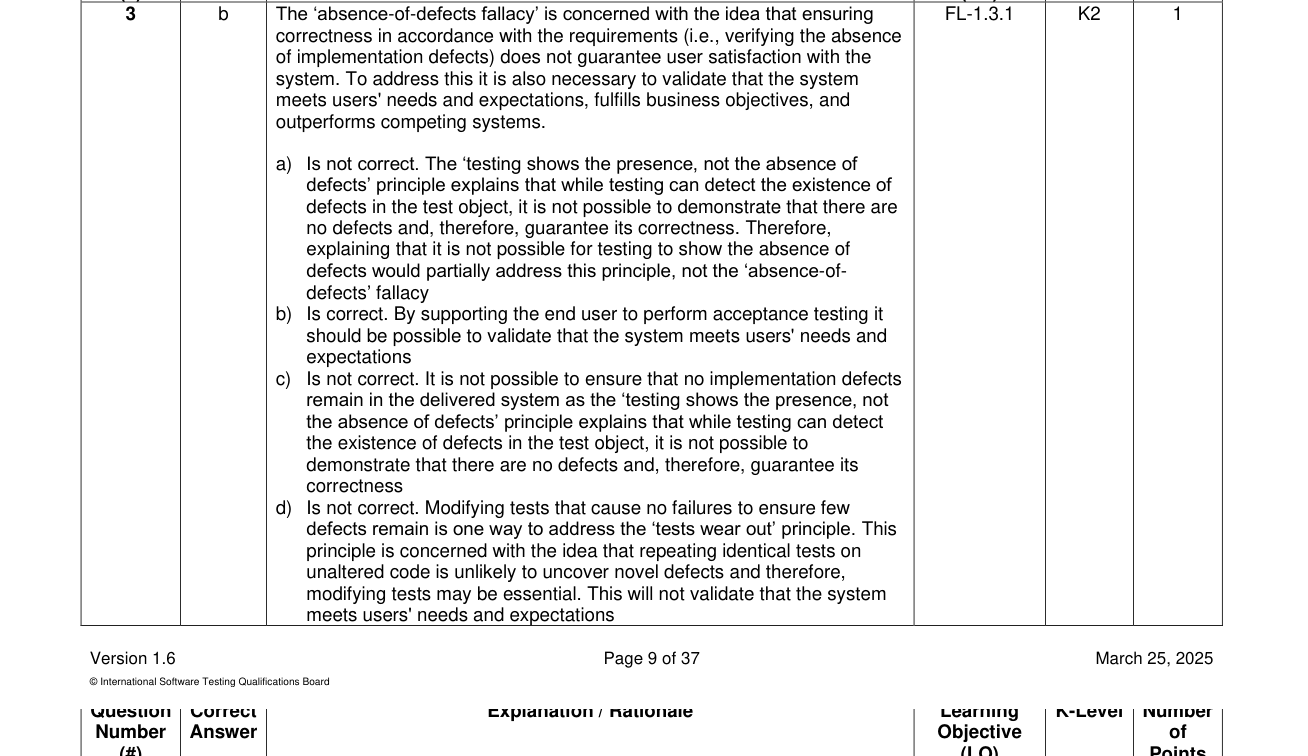 3 b The ‘absence-of-defects fallacy’ is concerned with the idea that ensuring FL-1.3.1 K2 1
correctness in accordance with the requirements (i.e., verifying the absence
of implementation defects) does not guarantee user satisfaction with the
system. To address this it is also necessary to validate that the system
meets users' needs and expectations, fulfills business objectives, and
outperforms competing systems.
a) Is not correct. The ‘testing shows the presence, not the absence of
defects’ principle explains that while testing can detect the existence of
defects in the test object, it is not possible to demonstrate that there are
no defects and, therefore, guarantee its correctness. Therefore,
explaining that it is not possible for testing to show the absence of
defects would partially address this principle, not the ‘absence-of-
defects’ fallacy
b) Is correct. By supporting the end user to perform acceptance testing it
should be possible to validate that the system meets users' needs and
expectations
c) Is not correct. It is not possible to ensure that no implementation defects
remain in the delivered system as the ‘testing shows the presence, not
the absence of defects’ principle explains that while testing can detect
the existence of defects in the test object, it is not possible to
demonstrate that there are no defects and, therefore, guarantee its
correctness
d) Is not correct. Modifying tests that cause no failures to ensure few
defects remain is one way to address the ‘tests wear out’ principle. This
principle is concerned with the idea that repeating identical tests on
unaltered code is unlikely to uncover novel defects and therefore,
modifying tests may be essential. This will not validate that the system
meets users' needs and expectations
Version 1.6 Page 9 of 37 March 25, 2025
© International Software Testing Qualifications Board
Question Correct Explanation / Rationale Learning K-Level Number
Number Answer Objective of
(#) (LO) Points